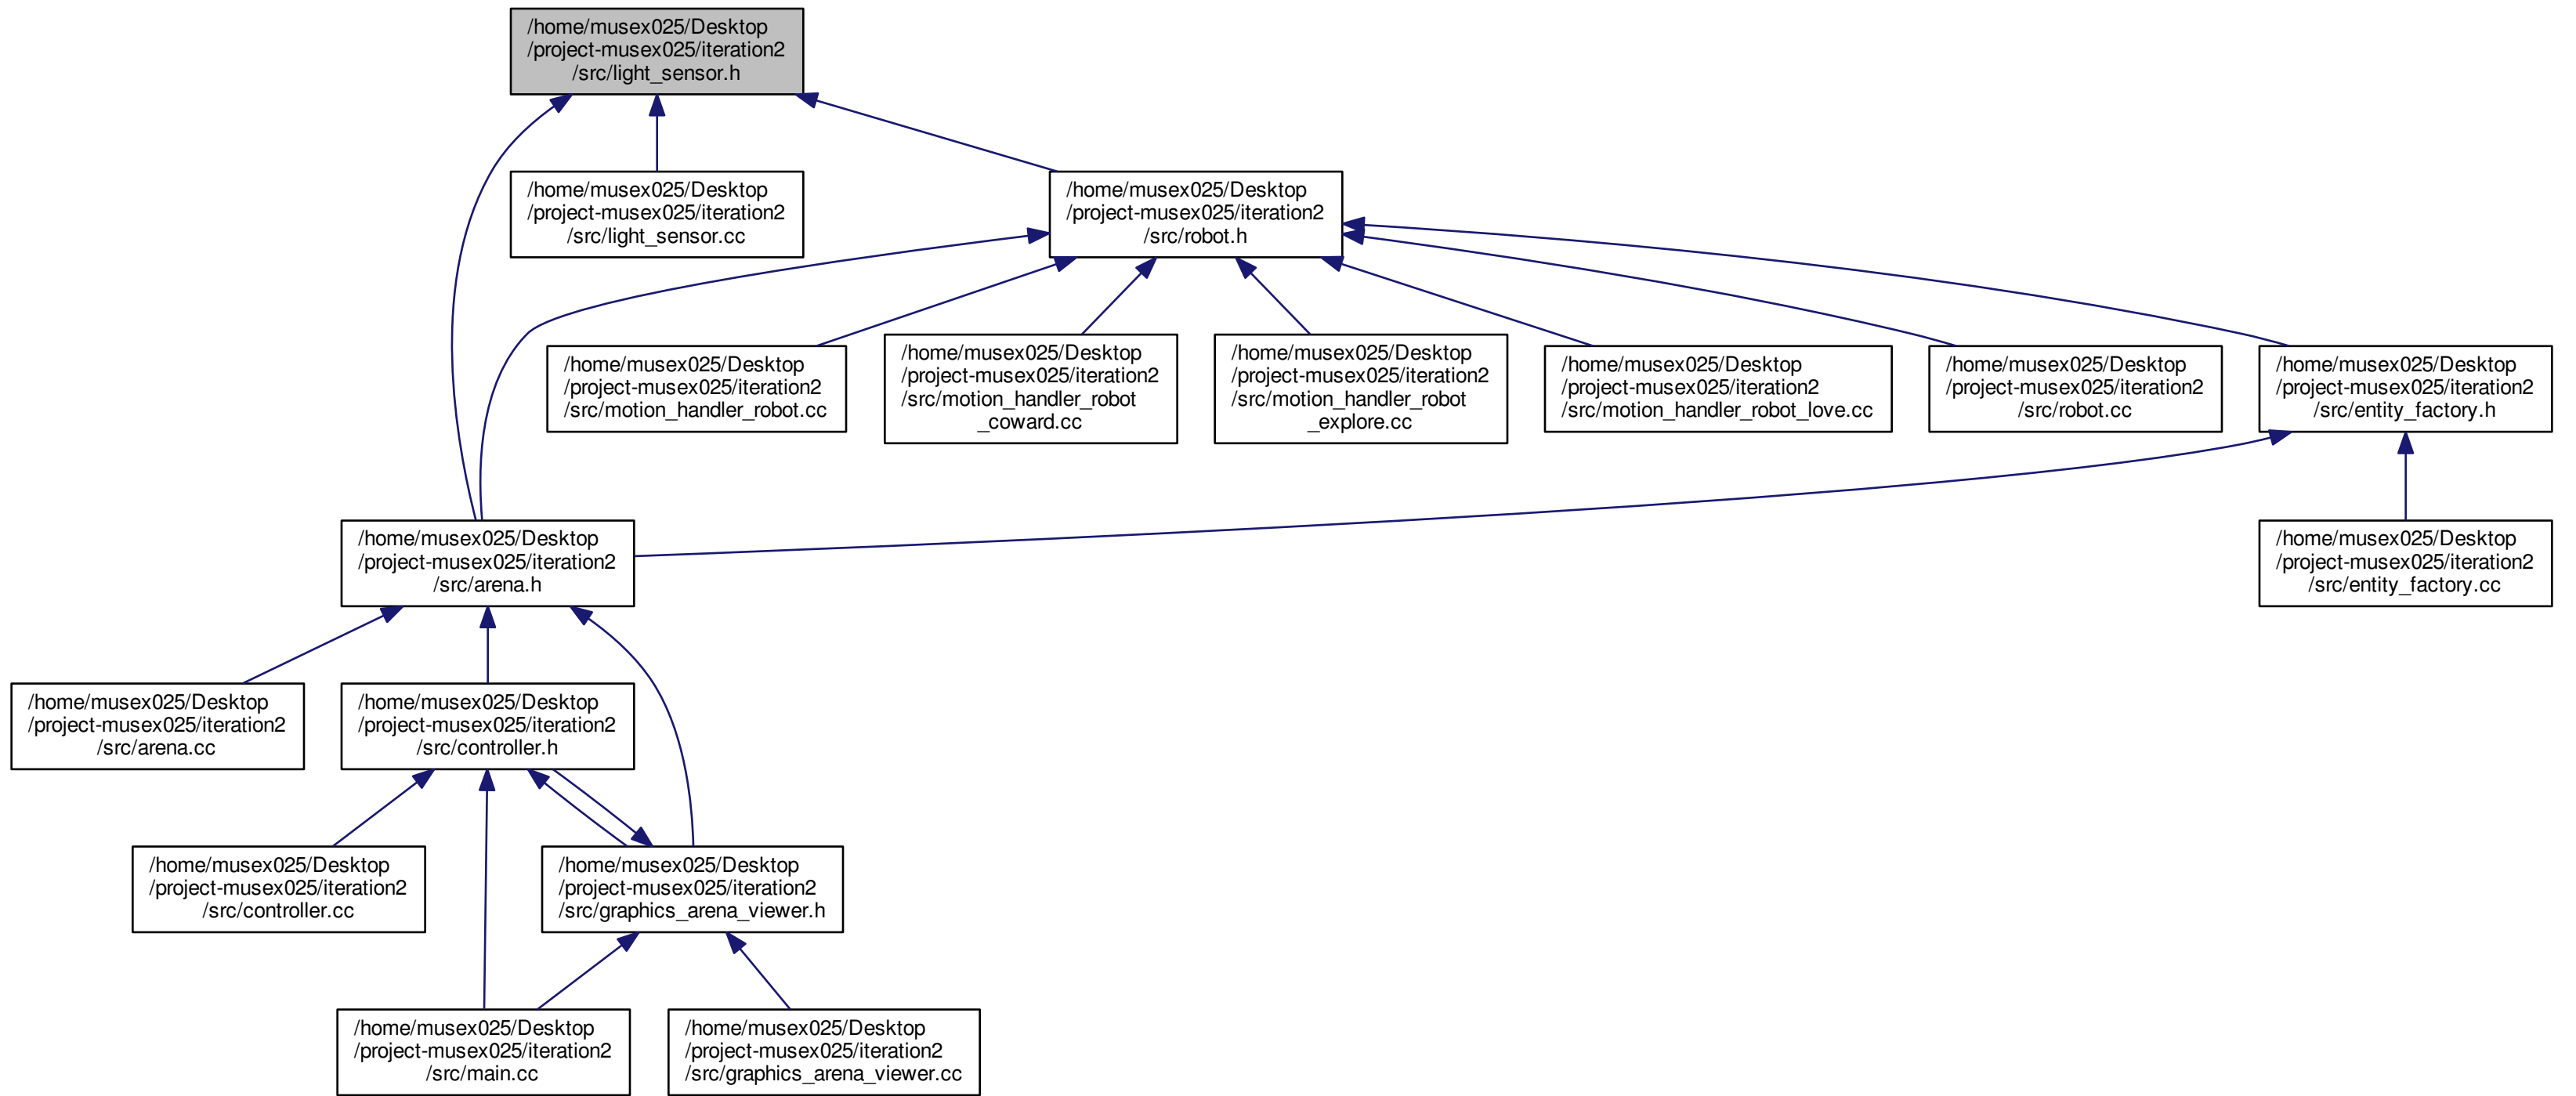 /home/musex025/Desktop
/project-musex025/iteration2
/src/light_sensor.h
/home/musex025/Desktop
/project-musex025/iteration2
/src/light_sensor.cc
/home/musex025/Desktop
/project-musex025/iteration2
/src/robot.h
/home/musex025/Desktop
/project-musex025/iteration2
/src/motion_handler_robot.cc
/home/musex025/Desktop
/project-musex025/iteration2
/src/motion_handler_robot
_coward.cc
/home/musex025/Desktop
/project-musex025/iteration2
/src/motion_handler_robot
_explore.cc
/home/musex025/Desktop
/project-musex025/iteration2
/src/motion_handler_robot_love.cc
/home/musex025/Desktop
/project-musex025/iteration2
/src/robot.cc
/home/musex025/Desktop
/project-musex025/iteration2
/src/entity_factory.h
/home/musex025/Desktop
/project-musex025/iteration2
/src/arena.h
/home/musex025/Desktop
/project-musex025/iteration2
/src/entity_factory.cc
/home/musex025/Desktop
/project-musex025/iteration2
/src/arena.cc
/home/musex025/Desktop
/project-musex025/iteration2
/src/controller.h
/home/musex025/Desktop
/project-musex025/iteration2
/src/controller.cc
/home/musex025/Desktop
/project-musex025/iteration2
/src/graphics_arena_viewer.h
/home/musex025/Desktop
/project-musex025/iteration2
/src/main.cc
/home/musex025/Desktop
/project-musex025/iteration2
/src/graphics_arena_viewer.cc